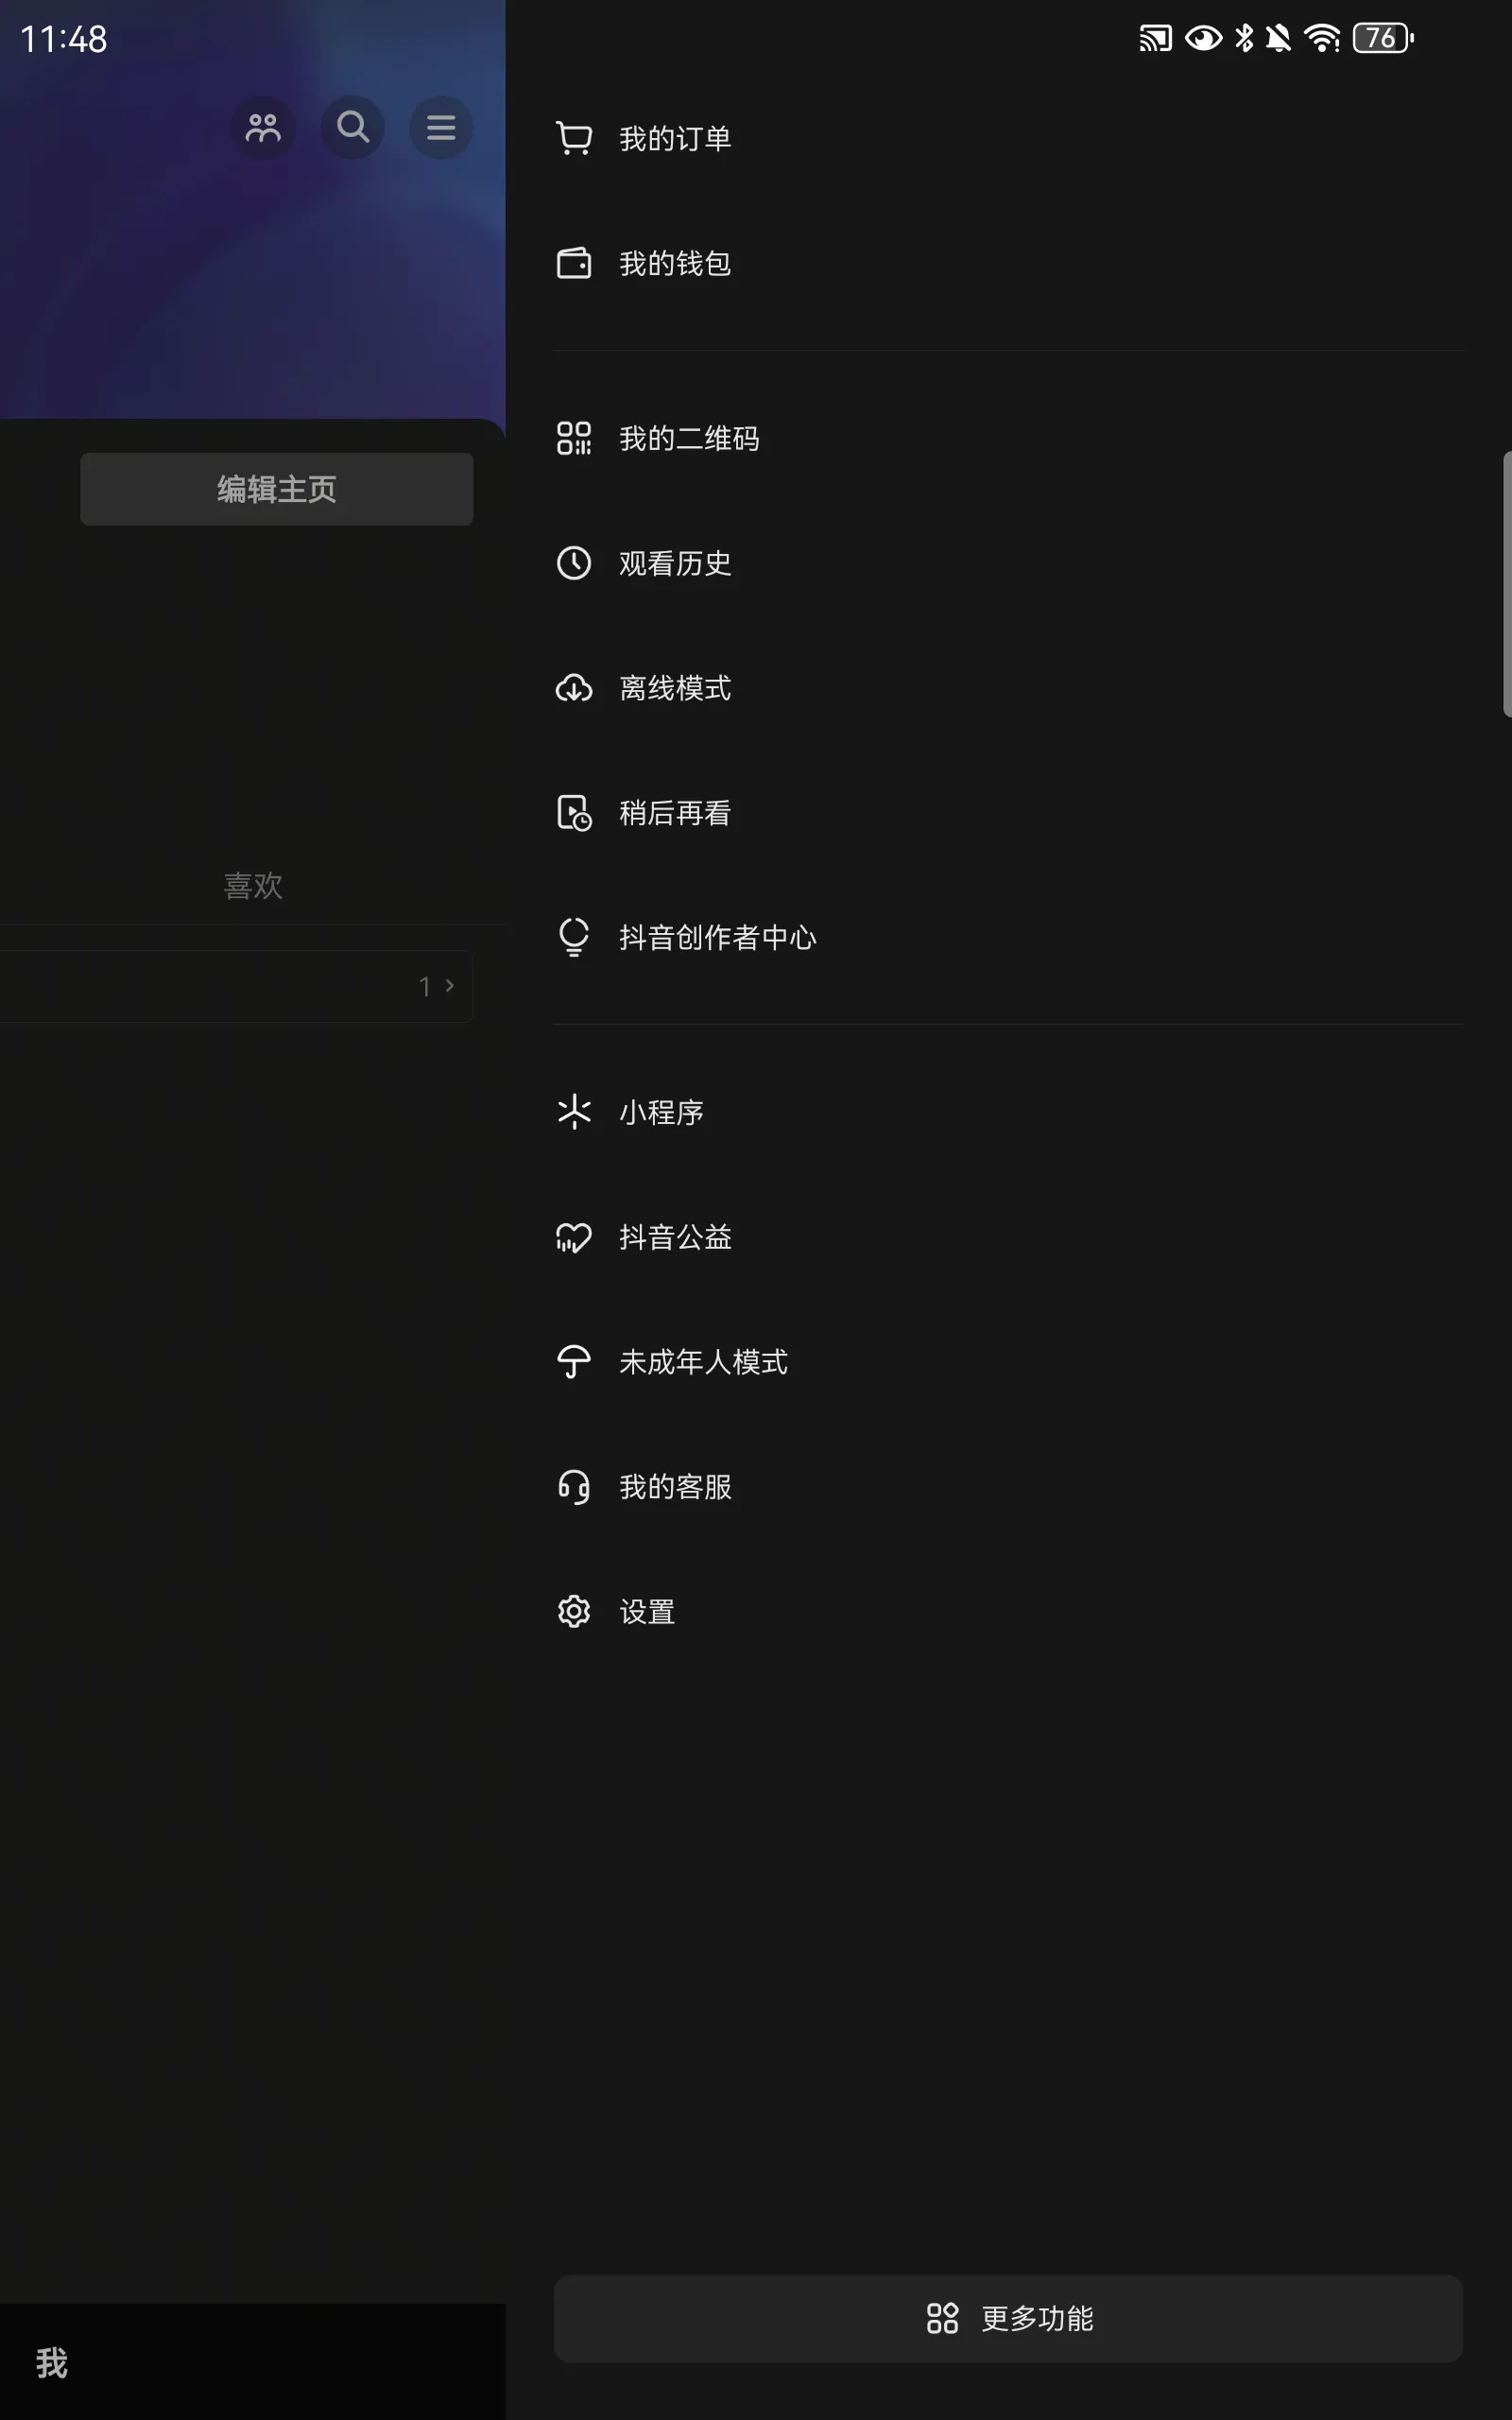 11:48
76
编辑主页
喜欢
1
我
我的订单
我的钱包
我的二维码
观看历史
离线模式
稍后再看
抖音创作者中心
小程序
抖音公益
未成年人模式
我的客服
设置
更多功能